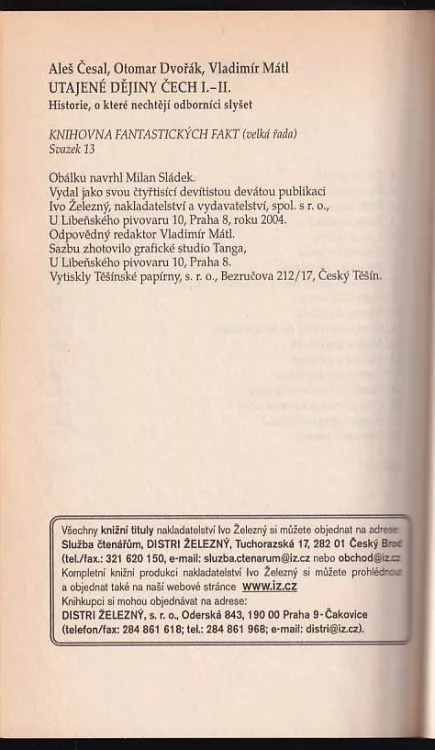 Aleš Česal, Otomar Dvořák, Vladimír Mátl
UTAJENÉ DĚJINY ČECH I.–II.
Historie, o které nechtějí odborníci slyšet
KNIHOVNA FANTASTICKÝCH FAKT (velká řada)
Svazek 13
Obálku navrhl Milan Sládek.
Vydal jako svou čtyřtisící devítistou devátou publikaci
Ivo Železný, nakladatelství a vydavatelství, spol. s r. o.,
U Libeňského pivovaru 10, Praha 8, roku 2004.
Odpovědný redaktor Vladimír Mátl.
Sazbu zhotovilo grafické studio Tanga,
U Libeňského pivovaru 10, Praha 8.
Vytiskly Těšínské papírny, s. r. o., Bezručova 212/17, Český Těšín.
Všechny knižní tituly nakladatelství Ivo Železný si můžete objednat na adrese
Služba čtenářům, DISTRI ŽELEZNÝ, Tuchorazská 17, 282 01 Český Brod
(tel./fax.: 321 620 150, e-mail: sluzba.ctenarum@iz.cz nebo obchod@iz.cz
Kompletní knižní produkci nakladatelství Ivo Železný si můžete prohlédnout
a objednat také na naší webové stránce www.iz.cz
Knihkupci si mohou objednávat na adrese:
DISTRI ŽELEZNÝ, s. r. o., Oderská 843, 190 00 Praha 9-Čakovice
(telefon/fax: 284 861 618; tel.: 284 861 968; e-mail: distri@iz.cz).